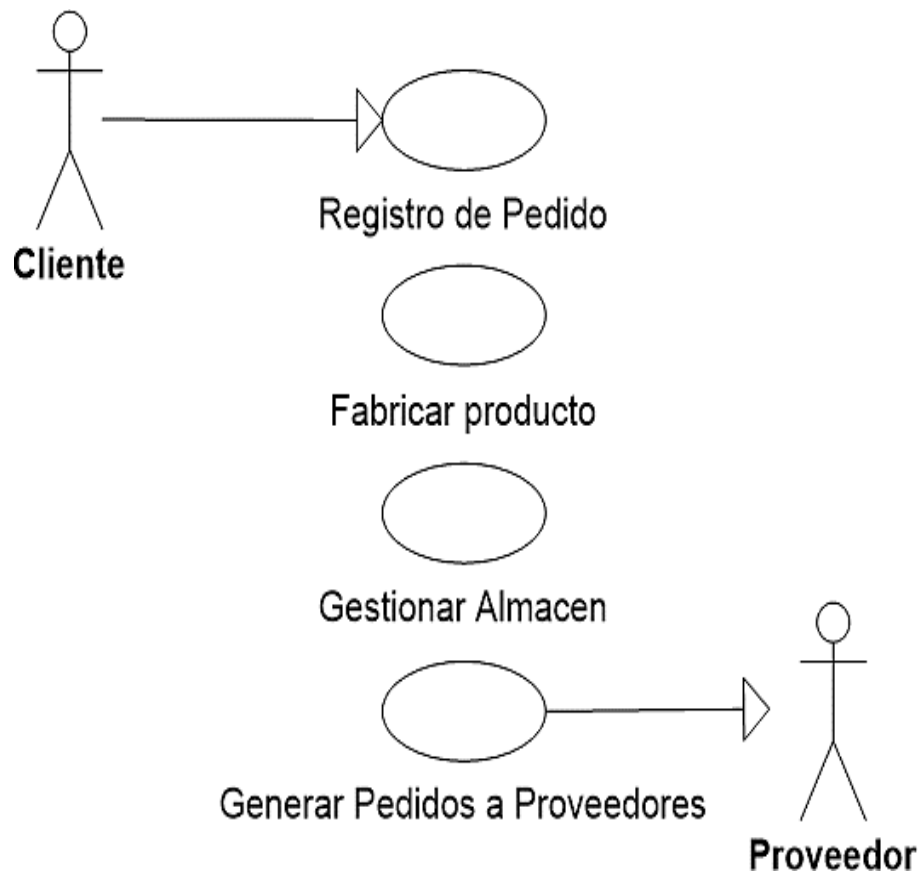 Registro de Pedido
Cliente
Fabricar producto
Gestionar Almacen
Generar Pedidos a Proveedores
Proveedor